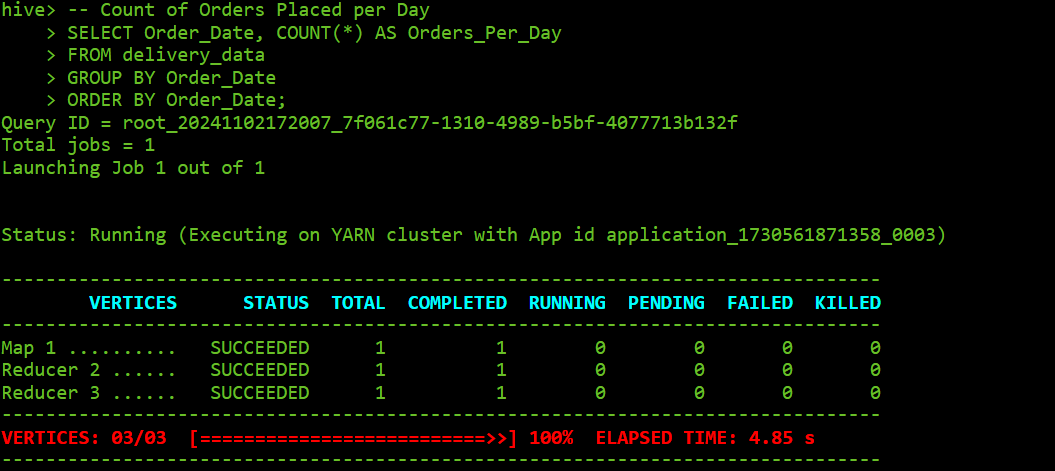 hive> -- Count of Orders Placed per Day
    > SELECT Order_Date, COUNT(*) AS Orders_Per_Day
    > FROM delivery_data
    > GROUP BY Order_Date
    > ORDER BY Order_Date;
Query ID = root_20241102172007_7f061c77-1310-4989-b5bf-4077713b132f
Total jobs = 1
Launching Job 1 out of 1
Status: Running (Executing on YARN cluster with App id application_1730561871358_0003)
--------------------------------------------------------------------------------
        VERTICES      STATUS  TOTAL  COMPLETED  RUNNING  PENDING  FAILED  KILLED
--------------------------------------------------------------------------------
Map 1 ..........   SUCCEEDED      1          1        0        0       0       0
Reducer 2 ......   SUCCEEDED      1          1        0        0       0       0
Reducer 3 ......   SUCCEEDED      1          1        0        0       0       0
--------------------------------------------------------------------------------
VERTICES: 03/03  [==========================>>] 100%  ELAPSED TIME: 4.85 s
--------------------------------------------------------------------------------